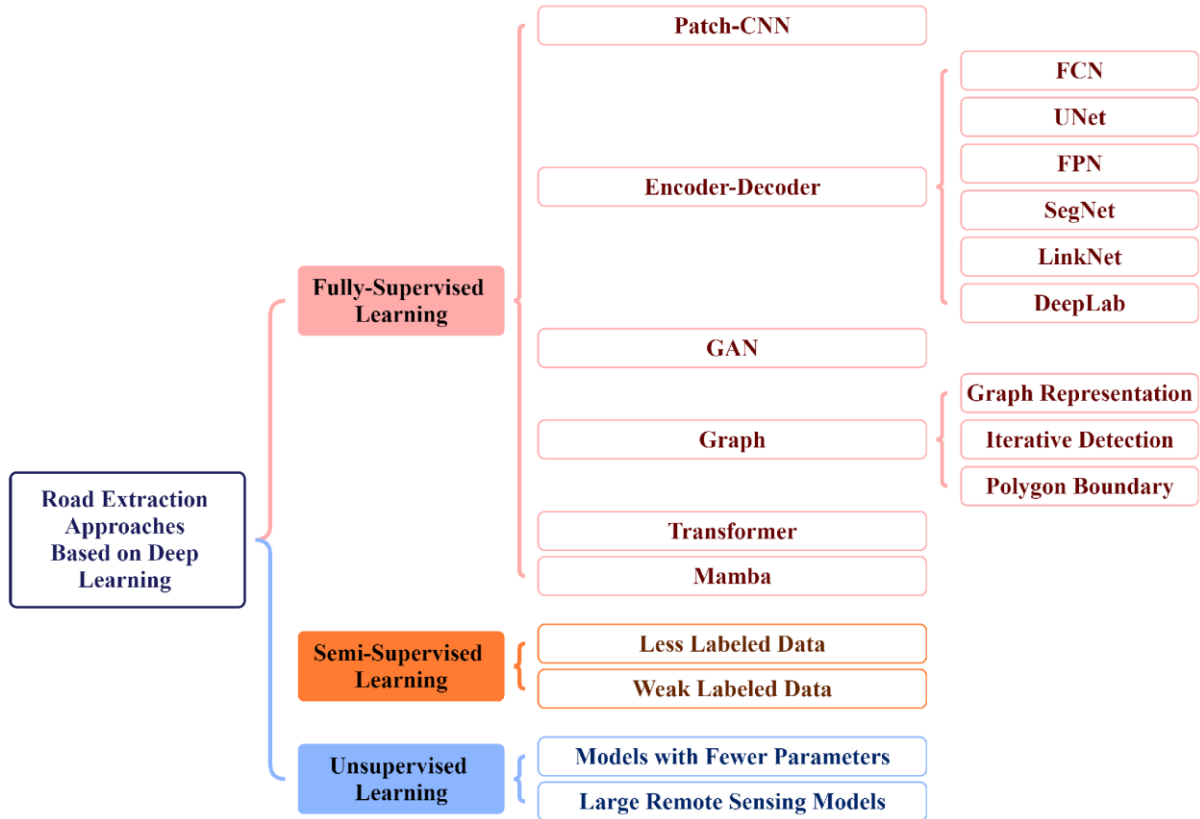 Road Extraction
Approaches
Based on Deep
Learning
Fully-Supervised
Learning
Patch-CNN
Encoder-Decoder
FCN
UNet
FPN
SegNet
LinkNet
DeepLab
GAN
Graph
Graph Representation
Iterative Detection
Polygon Boundary
Transformer
Mamba
Semi-Supervised
Learning
Less Labeled Data
Weak Labeled Data
Unsupervised
Learning
Models with Fewer Parameters
Large Remote Sensing Models